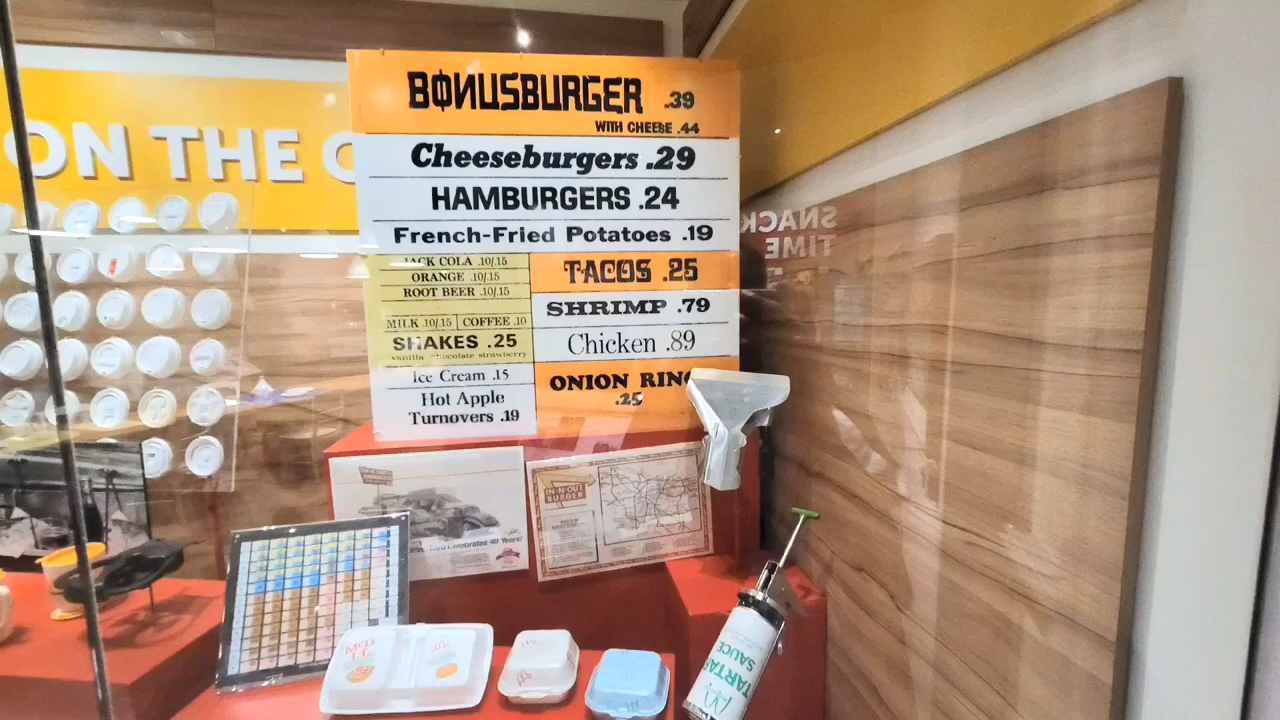 ON THE
BONUSBURGER .39
WITH CHEESE .44
Cheeseburgers .29
HAMBURGERS .24
French-Fried Potatoes .19
JACK COLA .10/.15
ORANGE .10/.15
ROOT BEER .10/.15
MILK .10/.15 COFFEE .10
SHAKES .25
vanilla chocolate strawberry
Ice Cream .15
Hot Apple
Turnovers .19
TACOS .25
SHRIMP .79
Chicken .89
ONION RING
.25
SNACK
TIME
Celebrates 40 Years!
IN-N-OUT
BURGER
TARTAR
SAUCE